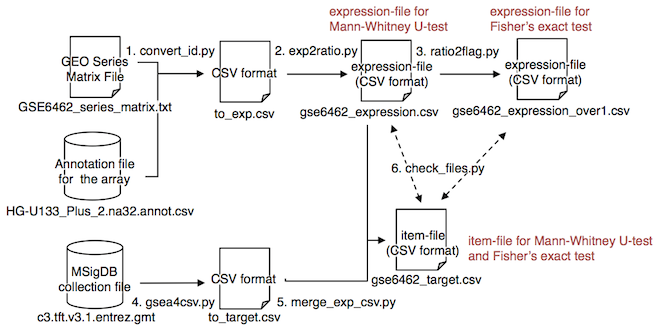 expression-file for
Mann-Whitney U-test
expression-file for
Fisher's exact test
GEO Series
Matrix File
GSE6462_series_matrix.txt
1. convert_id.py
CSV format
to_exp.csv
2. exp2ratio.py
expression-file
(CSV format)
gse6462_expression.csv
3. ratio2flag.py
expression-file
(CSV format)
gse6462_expression_over1.csv
Annotation file
for the array
HG-U133_Plus_2.na32.annot.csv
6. check_files.py
item-file
(CSV format)
gse6462_target.csv
item-file for Mann-Whitney U-test
and Fisher's exact test
MSigDB
collection file
c3.tft.v3.1.entrez.gmt
4. gsea4csv.py
CSV format
to_target.csv
5. merge_exp_csv.py